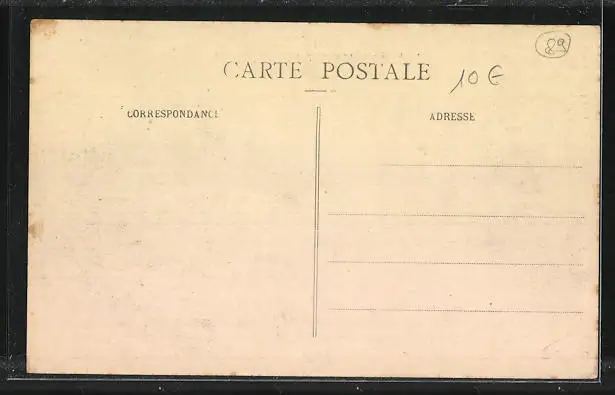 89
CARTE POSTALE
10 €
CORRESPONDANCE
ADRESSE